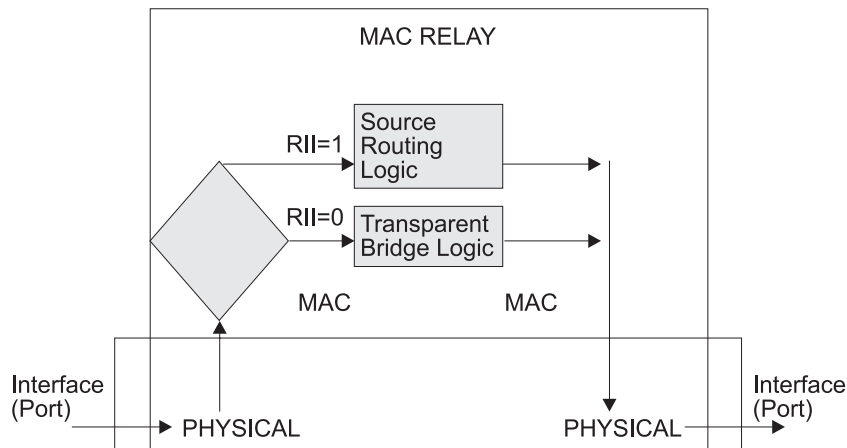 MAC RELAY
RII=1
Source
Routing
Logic
RII=0
Transparent
Bridge Logic
MAC
MAC
Interface
(Port)
PHYSICAL
PHYSICAL
Interface
(Port)